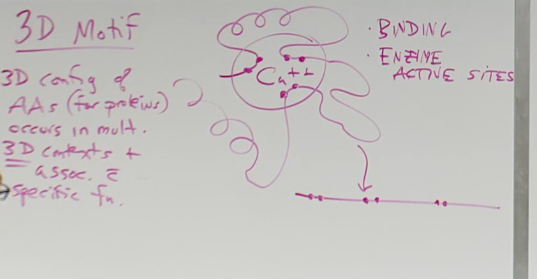 3D Motif
3D config of
AAs (for proteins)
occurs in mult.
3D contexts +
assoc. c̄
specific fn.
Ca++
· BINDING
· ENZYME
ACTIVE SITES